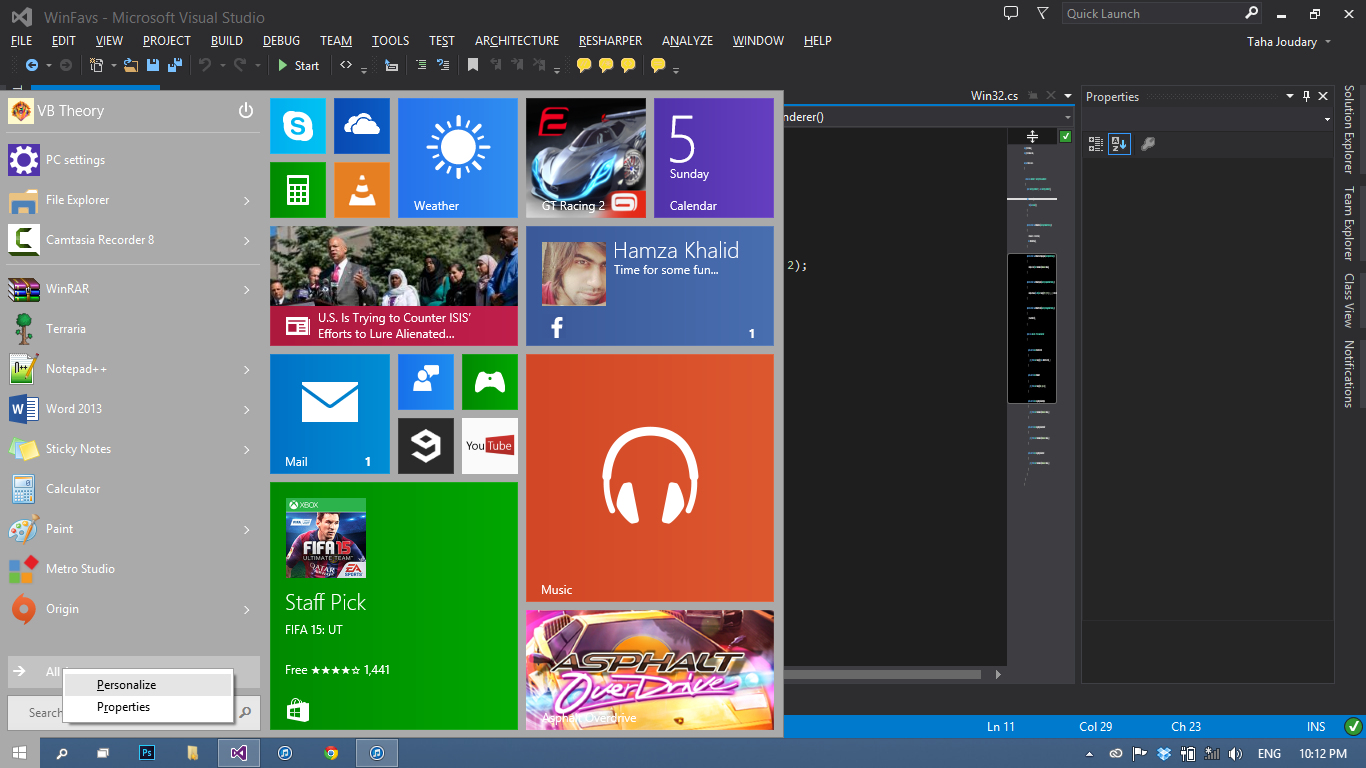 WinFavs - Microsoft Visual Studio
Quick Launch
FILE EDIT VIEW PROJECT BUILD DEBUG TEAM TOOLS TEST ARCHITECTURE RESHARPER ANALYZE WINDOW HELP
Taha Joudary
Start
Win32.cs
Properties
nderer()
2);
Solution Explorer
Team Explorer
Class View
Notifications
VB Theory
PC settings
File Explorer
Camtasia Recorder 8
WinRAR
Terraria
Notepad++
Word 2013
Sticky Notes
Calculator
Paint
Metro Studio
Origin
All
Search
Personalize
Properties
Weather
GT Racing 2
5
Sunday
Calendar
U.S. Is Trying to Counter ISIS'
Efforts to Lure Alienated...
Hamza Khalid
Time for some fun...
1
Mail 1
YouTube
Music
XBOX
FIFA 15
ULTIMATE TEAM
EA SPORTS
Staff Pick
FIFA 15: UT
Free ★★★★☆ 1,441
ASPHALT
OverDrive
Asphalt Overdrive
Ln 11 Col 29 Ch 23 INS
Ps
ENG 10:12 PM